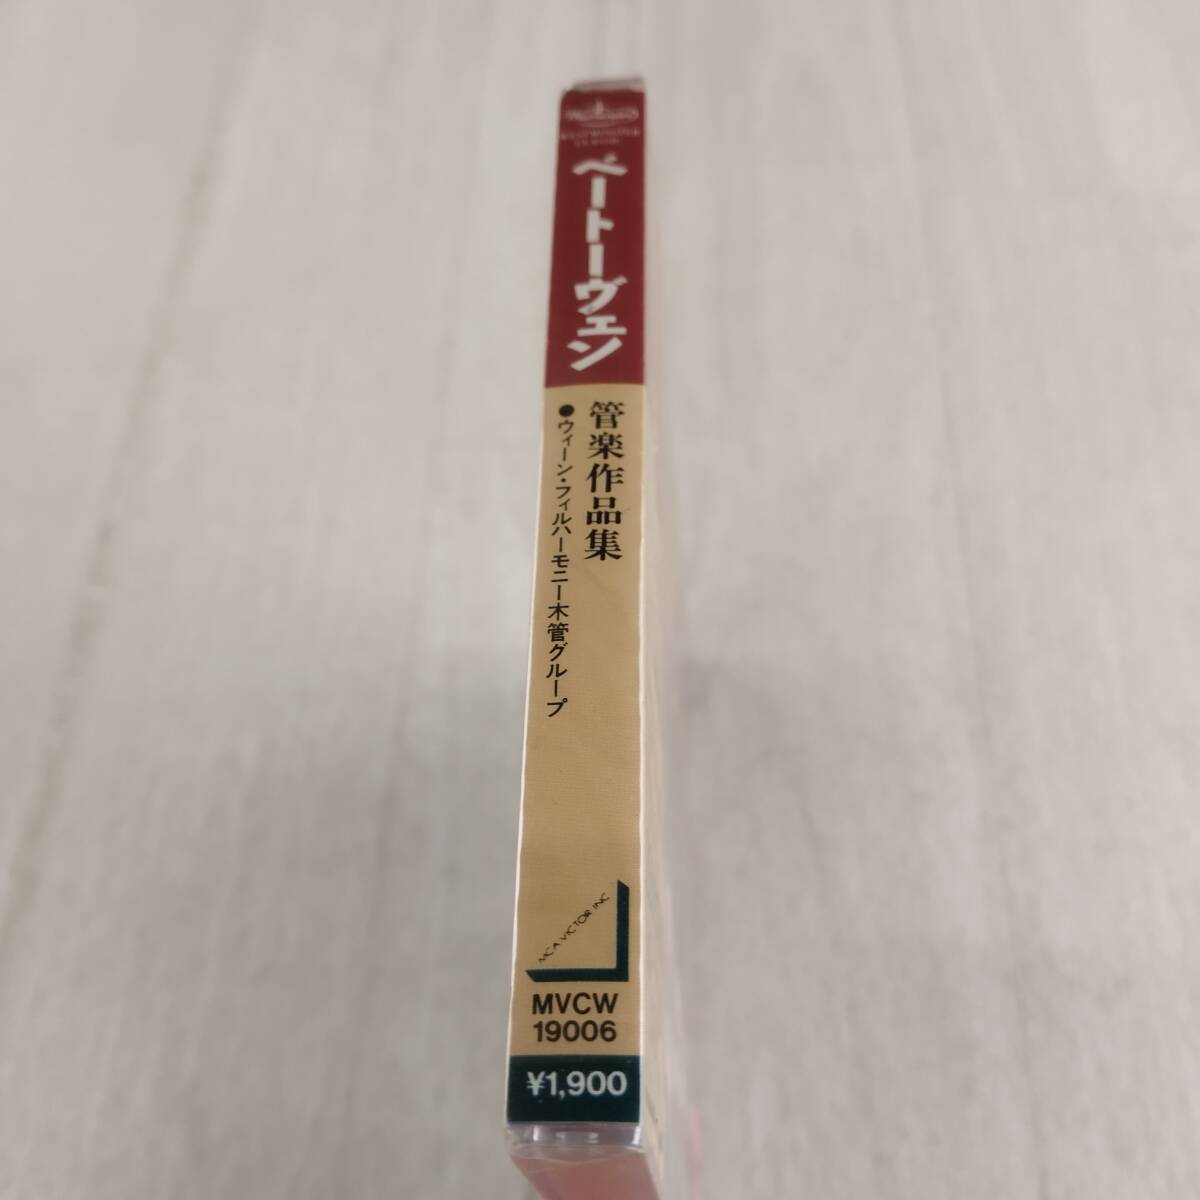 ベートーヴェン
管楽作品集
●ウィーン・フィルハーモニー木管グループ
MCA VICTOR INC
MVCW
19006
¥1,900